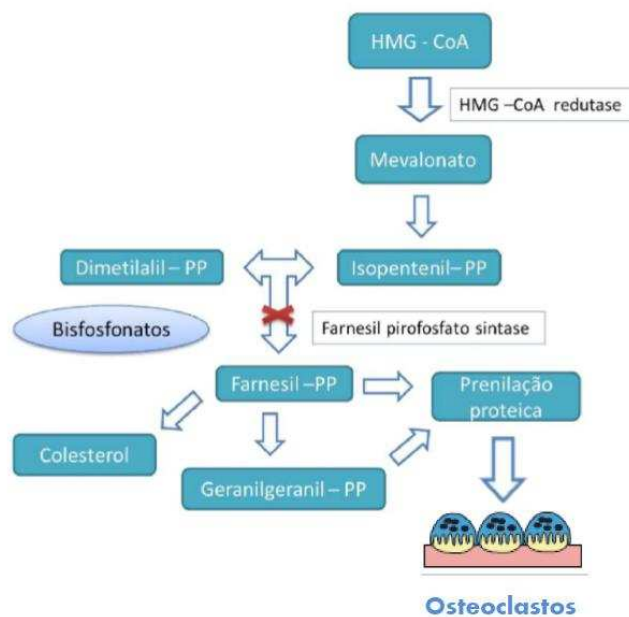 HMG - CoA
HMG –CoA redutase
Mevalonato
Dimetilalil – PP
Isopentenil– PP
Bisfosfonatos
Farnesil pirofosfato sintase
Farnesil –PP
Prenilação
proteica
Colesterol
Geranilgeranil – PP
Osteoclastos